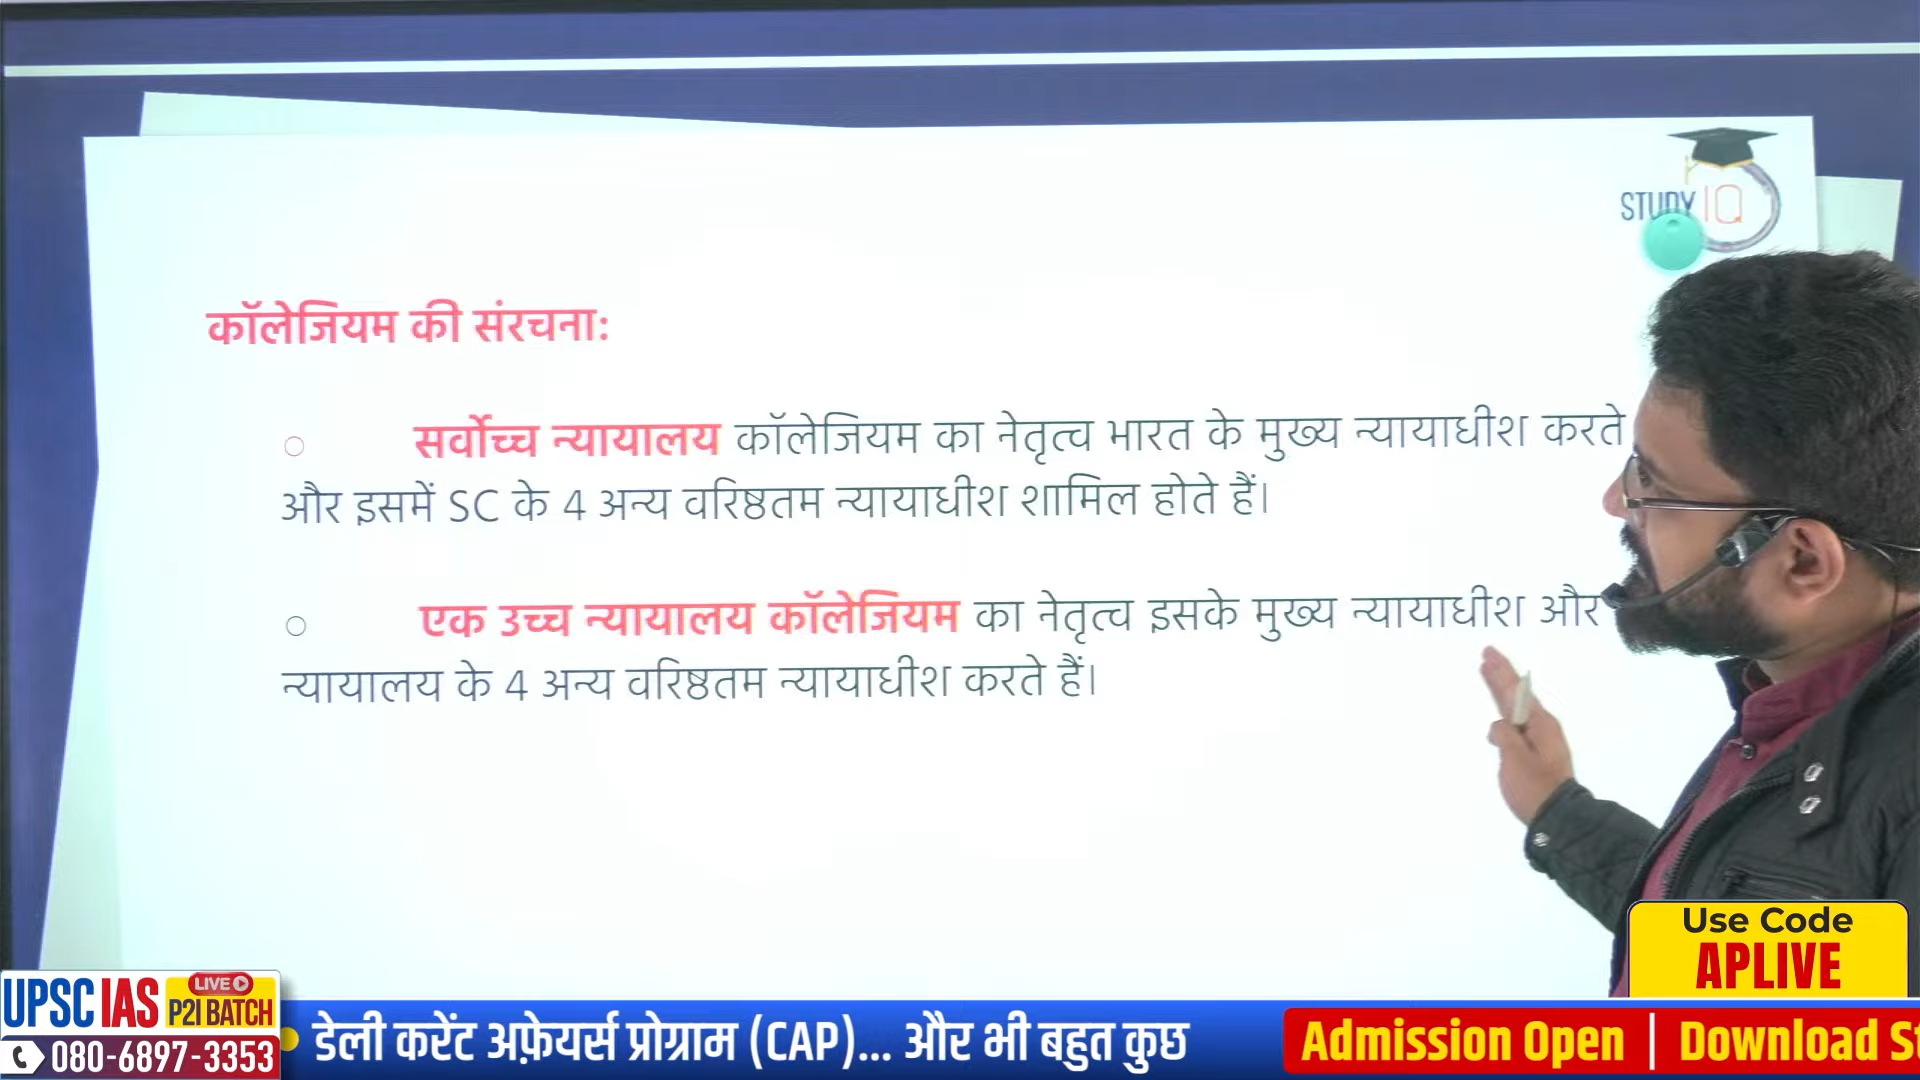 STUDY IQ
कॉलेजियम की संरचना:
सर्वोच्च न्यायालय कॉलेजियम का नेतृत्व भारत के मुख्य न्यायाधीश करते
और इसमें SC के 4 अन्य वरिष्ठतम न्यायाधीश शामिल होते हैं।
एक उच्च न्यायालय कॉलेजियम का नेतृत्व इसके मुख्य न्यायाधीश और
न्यायालय के 4 अन्य वरिष्ठतम न्यायाधीश करते हैं।
Use Code
APLIVE
UPSC IAS LIVE P2I BATCH
080-6897-3353
डेली करेंट अफ़ेयर्स प्रोग्राम (CAP)... और भी बहुत कुछ
Admission Open | Download